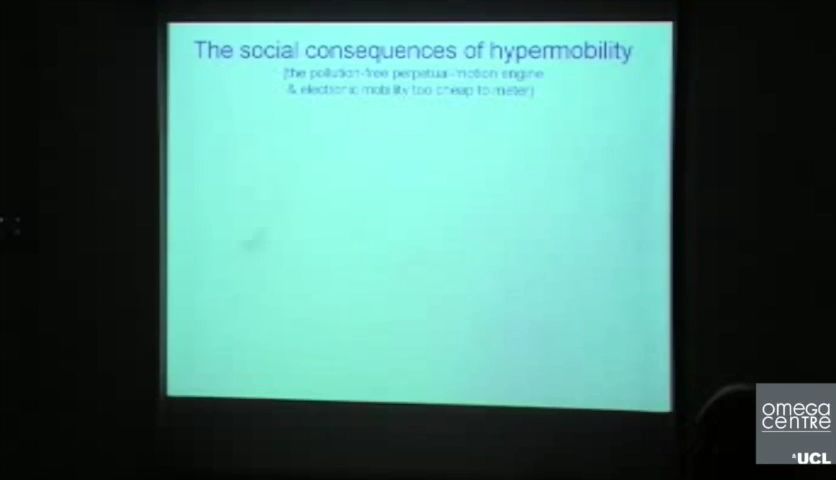 The social consequences of hypermobility
(the pollution-free perpetual-motion engine
& electronic mobility too cheap to meter)
omega
centre
UCL